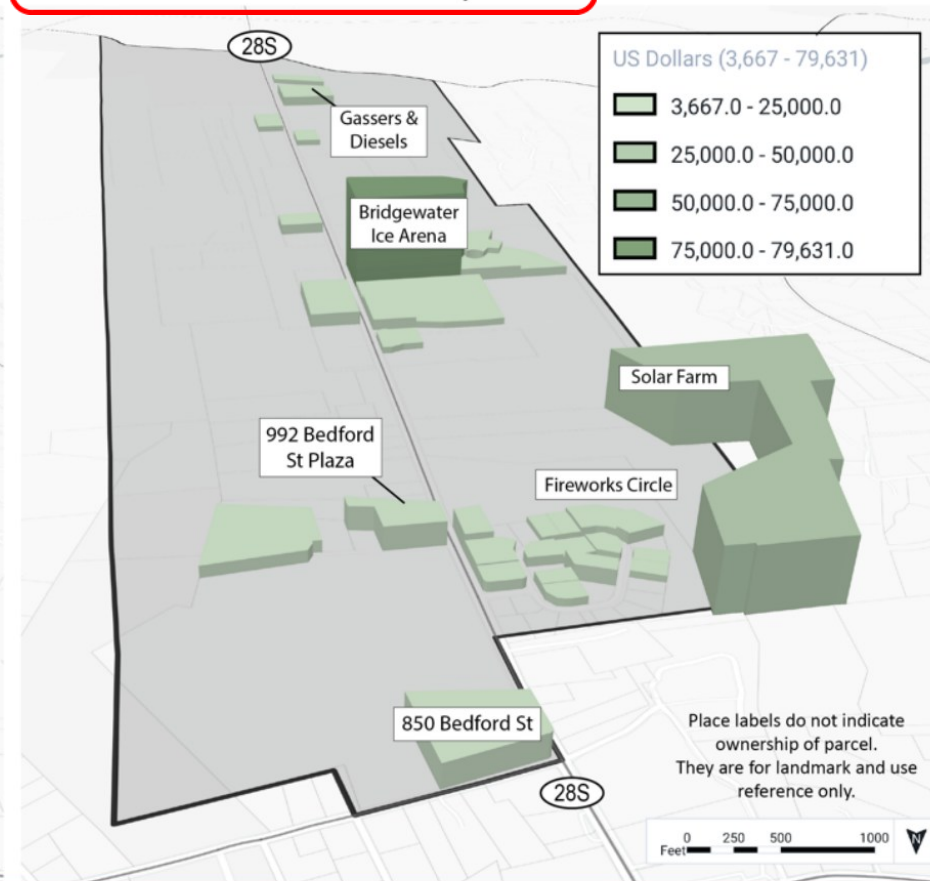 28S
US Dollars (3,667 - 79,631)
3,667.0 - 25,000.0
25,000.0 - 50,000.0
50,000.0 - 75,000.0
75,000.0 - 79,631.0
Gassers &
Diesels
Bridgewater
Ice Arena
Solar Farm
992 Bedford
St Plaza
Fireworks Circle
850 Bedford St
28S
Place labels do not indicate
ownership of parcel.
They are for landmark and use
reference only.
0 250 500 1000
Feet